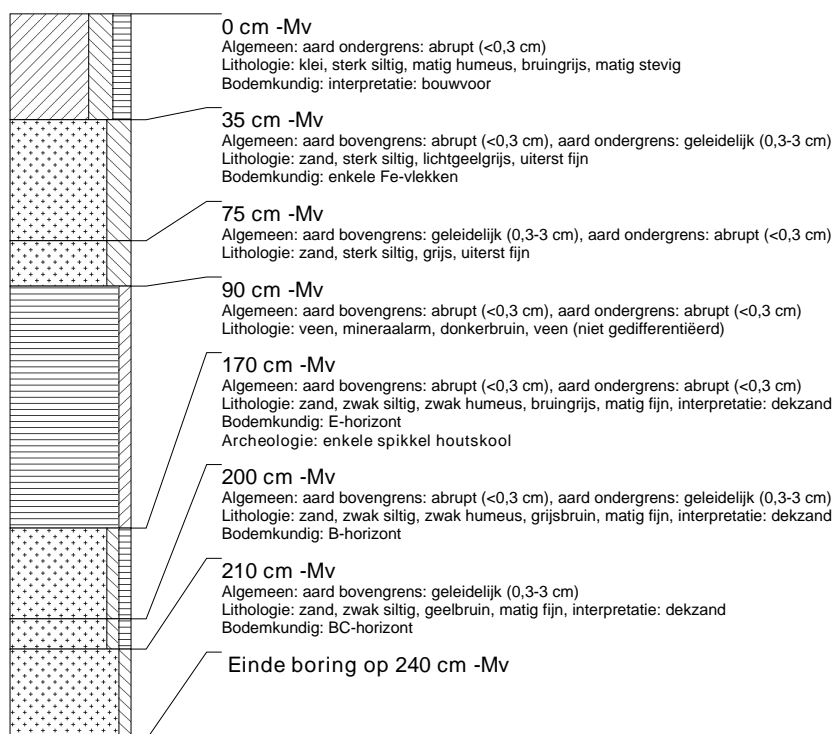 0 cm -Mv
Algemeen: aard ondergrens: abrupt (<0,3 cm)
Lithologie: klei, sterk siltig, matig humeus, bruingrijs, matig stevig
Bodemkundig: interpretatie: bouwvoor
35 cm -Mv
Algemeen: aard bovengrens: abrupt (<0,3 cm), aard ondergrens: geleidelijk (0,3-3 cm)
Lithologie: zand, sterk siltig, lichtgeelgrijs, uiterst fijn
Bodemkundig: enkele Fe-vlekken
75 cm -Mv
Algemeen: aard bovengrens: geleidelijk (0,3-3 cm), aard ondergrens: abrupt (<0,3 cm)
Lithologie: zand, sterk siltig, grijs, uiterst fijn
90 cm -Mv
Algemeen: aard bovengrens: abrupt (<0,3 cm), aard ondergrens: abrupt (<0,3 cm)
Lithologie: veen, mineraalarm, donkerbruin, veen (niet gedifferentiëerd)
170 cm -Mv
Algemeen: aard bovengrens: abrupt (<0,3 cm), aard ondergrens: abrupt (<0,3 cm)
Lithologie: zand, zwak siltig, zwak humeus, bruingrijs, matig fijn, interpretatie: dekzand
Bodemkundig: E-horizont
Archeologie: enkele spikkel houtskool
200 cm -Mv
Algemeen: aard bovengrens: abrupt (<0,3 cm), aard ondergrens: geleidelijk (0,3-3 cm)
Lithologie: zand, zwak siltig, zwak humeus, grijsbruin, matig fijn, interpretatie: dekzand
Bodemkundig: B-horizont
210 cm -Mv
Algemeen: aard bovengrens: geleidelijk (0,3-3 cm)
Lithologie: zand, zwak siltig, geelbruin, matig fijn, interpretatie: dekzand
Bodemkundig: BC-horizont
Einde boring op 240 cm -Mv